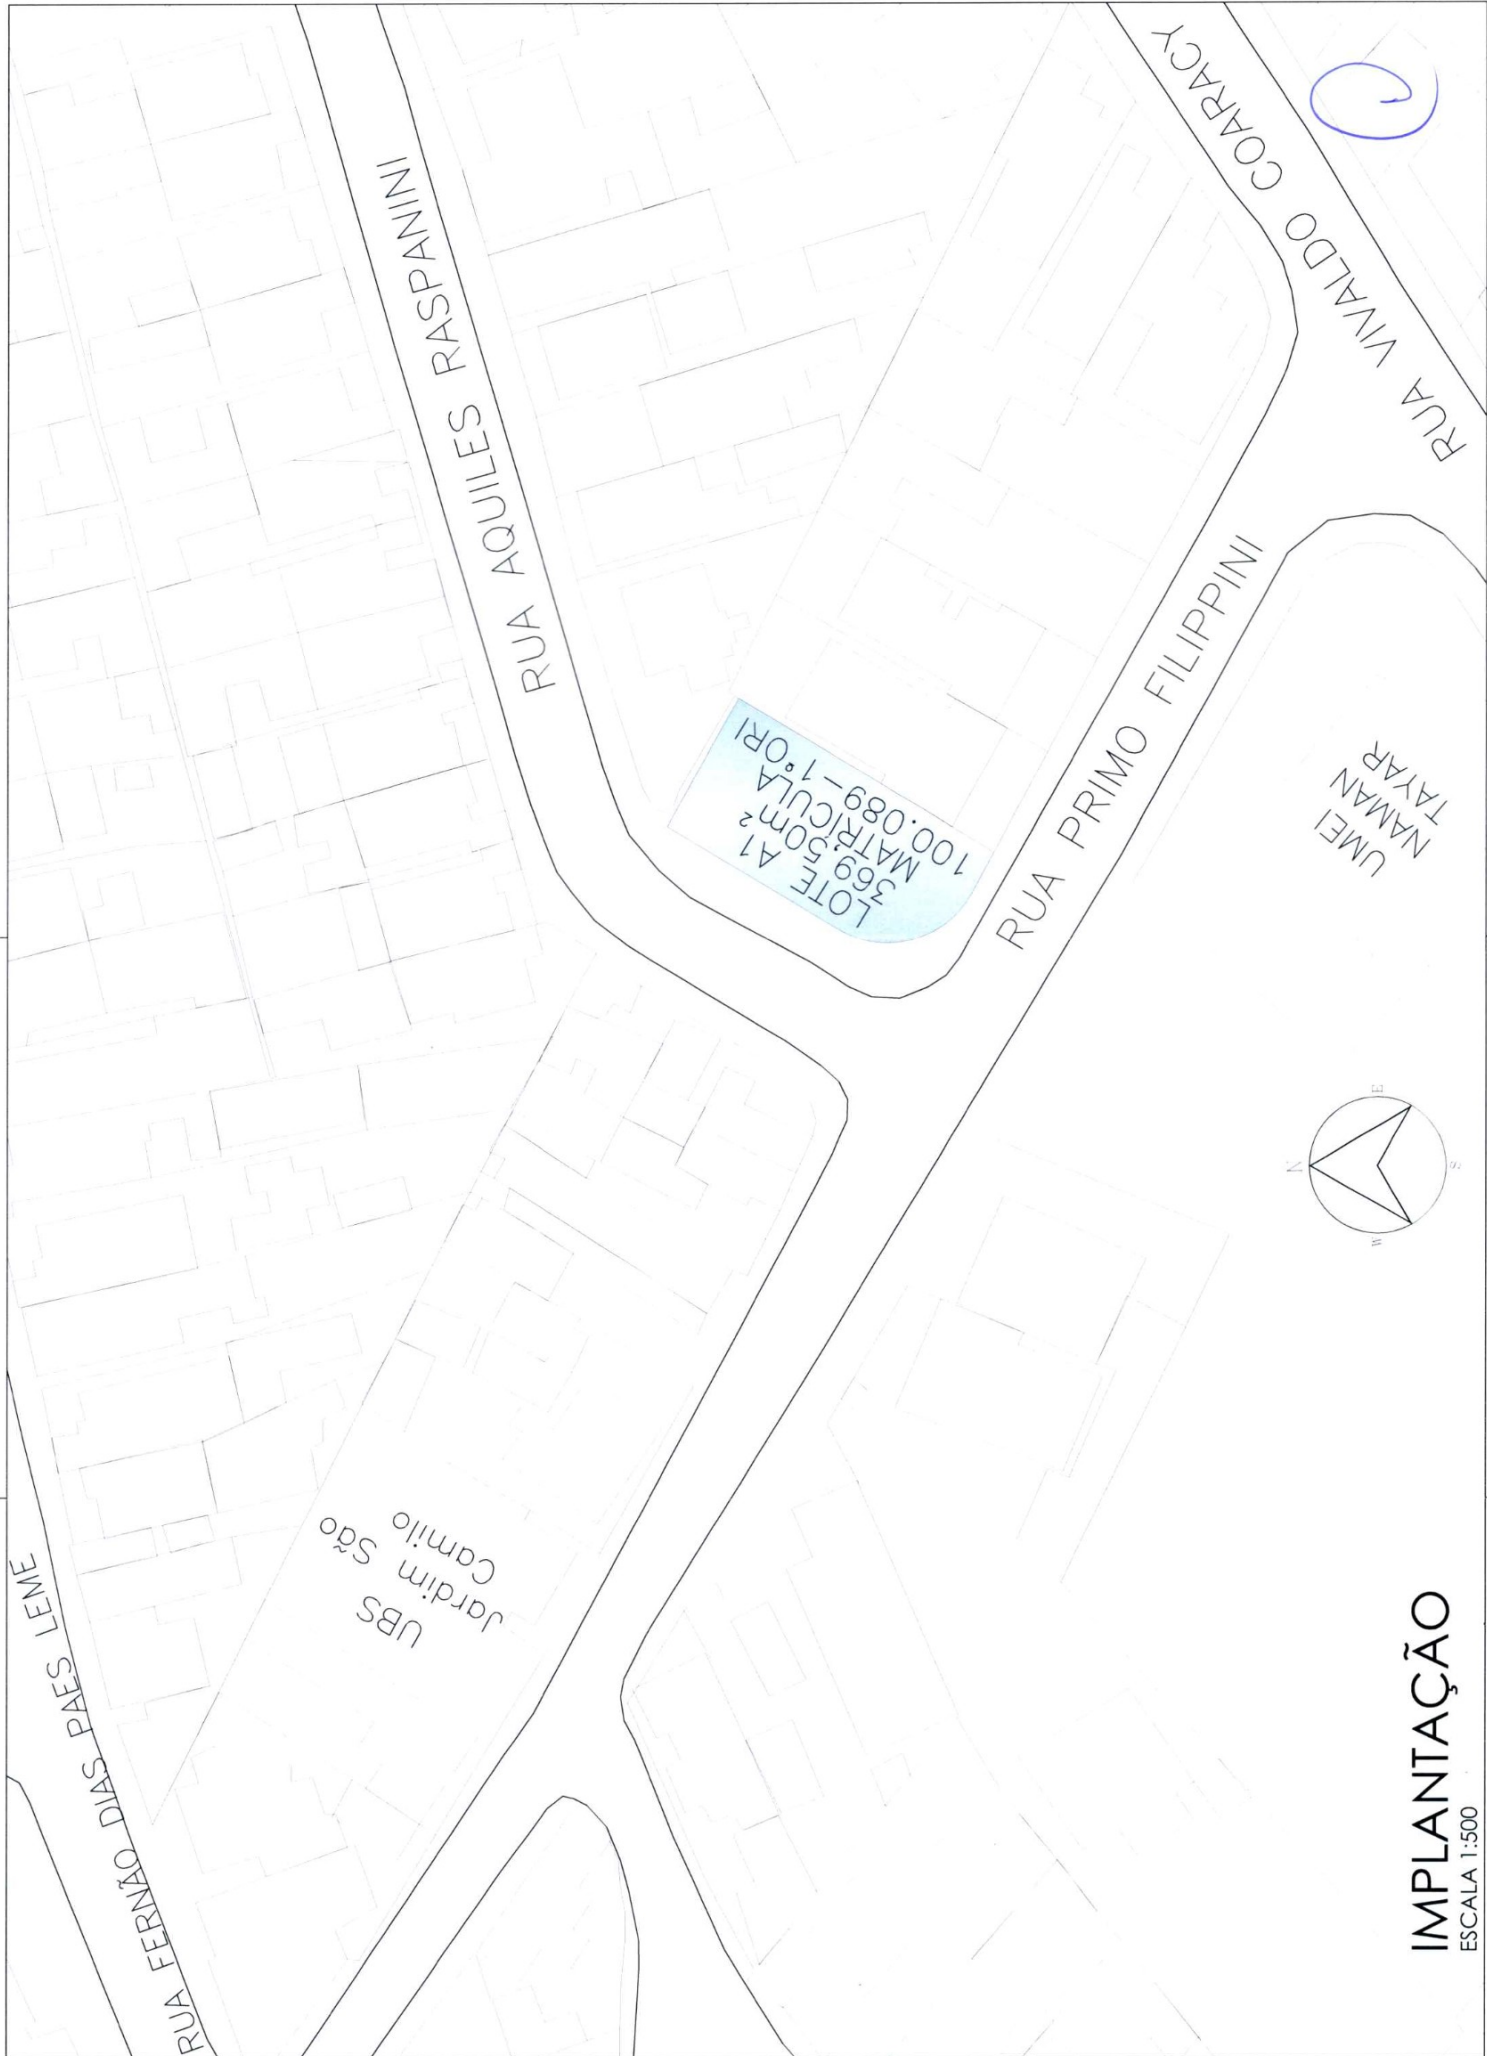 RUA FERNÃO DIAS PAES LEME
RUA AQUILES RASPANINI
RUA VIVALDO COARACY
RUA PRIMO FILIPPINI
LOTE A1
369,50m²
MATRÍCULA
100.089-1°ORI
UBS
Jardim São
Camilo
UMEI
NAMAN
TAYAR
N
E
S
W
IMPLANTAÇÃO
ESCALA 1:500